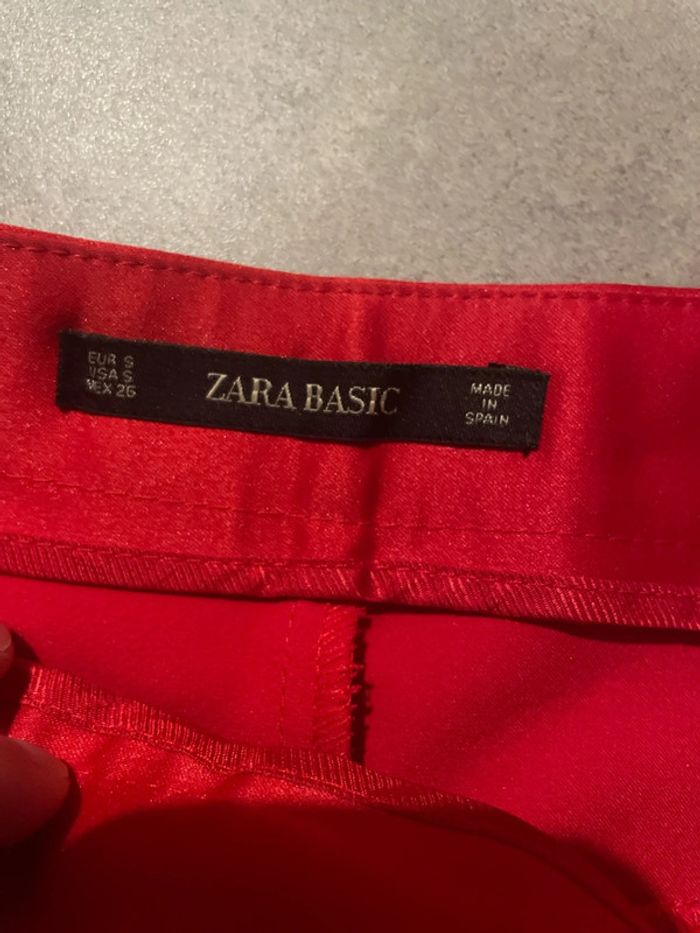 EUR S
USA S
MEX 26
ZARA BASIC
MADE
IN
SPAIN